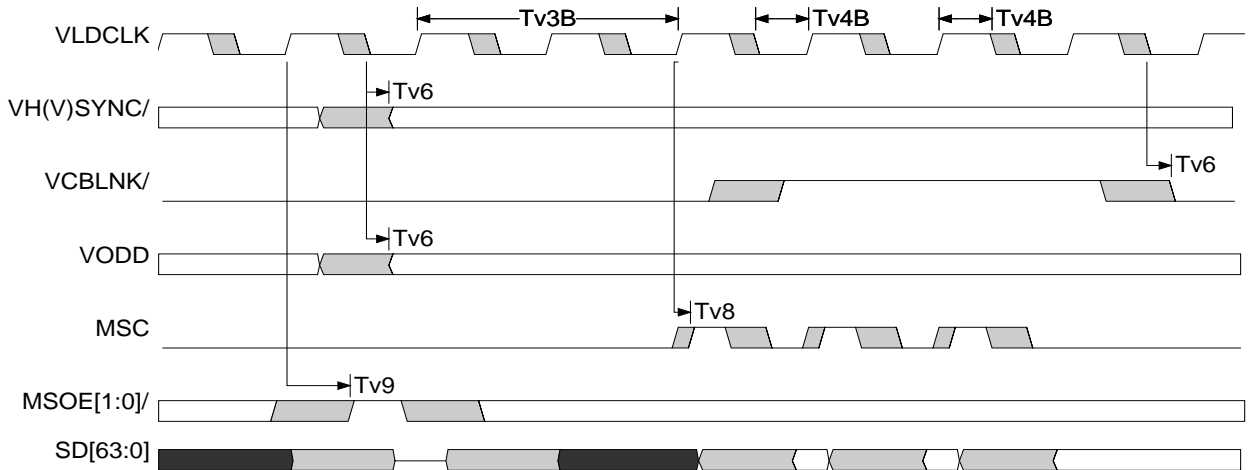 Tv3B Tv4B Tv4B
VLDCLK
Tv6
VH(V)SYNC/
VCBLNK/ Tv6
Tv6
VODD
Tv8
MSC
Tv9
MSOE[1:0]/
SD[63:0]